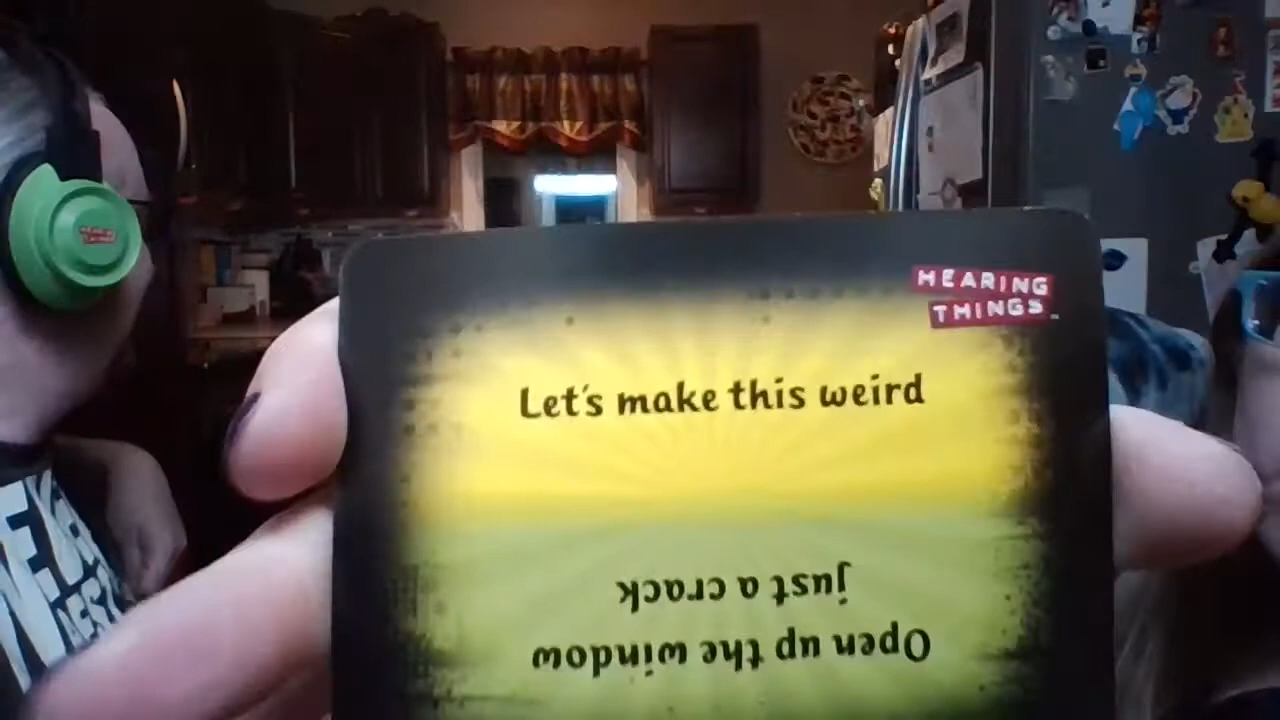 HEARING
THINGS
Let's make this weird
Open up the window
just a crack